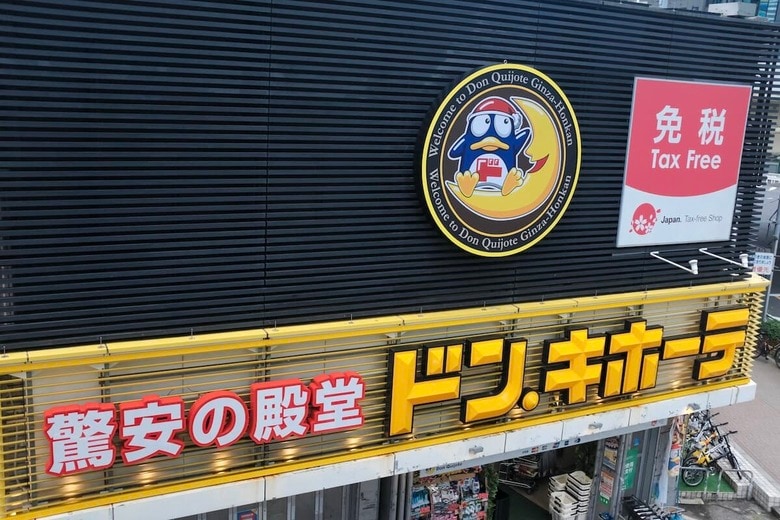 Welcome to Don Quijote Ginza-Honkan
Welcome to Don Quijote Ginza-Honkan
免税
Tax Free
Japan. Tax-free Shop
驚安の殿堂
ドン.キホーテ